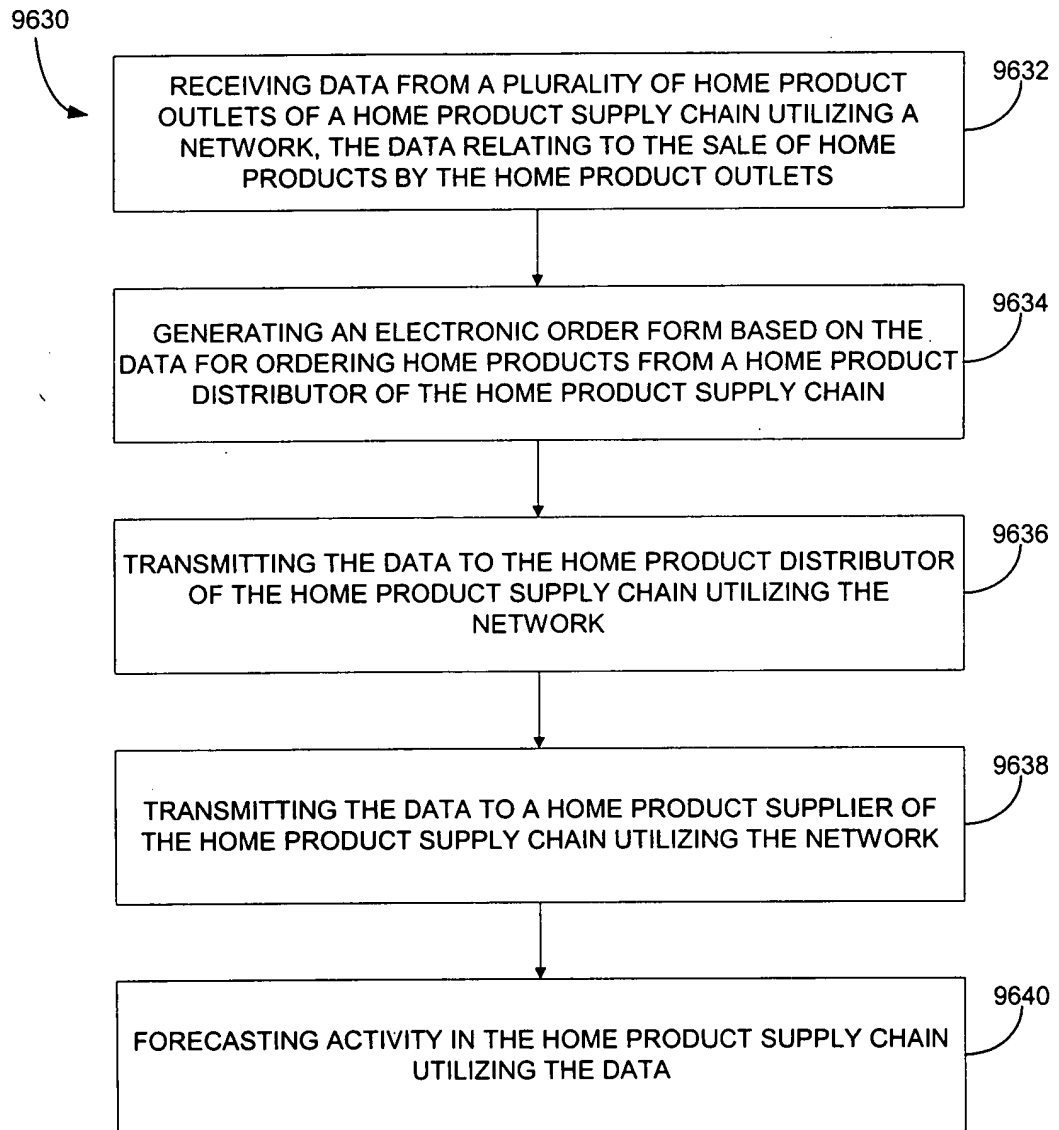 9630
RECEIVING DATA FROM A PLURALITY OF HOME PRODUCT
OUTLETS OF A HOME PRODUCT SUPPLY CHAIN UTILIZING A
NETWORK, THE DATA RELATING TO THE SALE OF HOME
PRODUCTS BY THE HOME PRODUCT OUTLETS
9632
GENERATING AN ELECTRONIC ORDER FORM BASED ON THE
DATA FOR ORDERING HOME PRODUCTS FROM A HOME PRODUCT
DISTRIBUTOR OF THE HOME PRODUCT SUPPLY CHAIN
9634
TRANSMITTING THE DATA TO THE HOME PRODUCT DISTRIBUTOR
OF THE HOME PRODUCT SUPPLY CHAIN UTILIZING THE
NETWORK
9636
TRANSMITTING THE DATA TO A HOME PRODUCT SUPPLIER OF
THE HOME PRODUCT SUPPLY CHAIN UTILIZING THE NETWORK
9638
FORECASTING ACTIVITY IN THE HOME PRODUCT SUPPLY CHAIN
UTILIZING THE DATA
9640